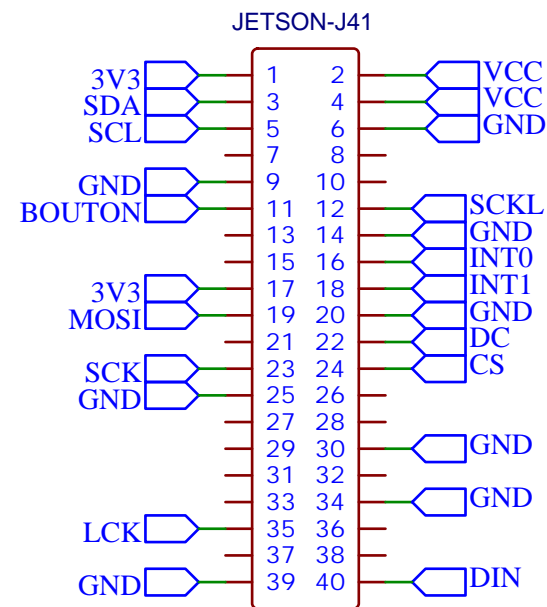 JETSON-J41
3V3 1 2 VCC
SDA 3 4 VCC
SCL 5 6 GND
7 8
GND 9 10
BOUTON 11 12 SCKL
13 14 GND
15 16 INT0
3V3 17 18 INT1
MOSI 19 20 GND
21 22 DC
SCK 23 24 CS
GND 25 26
27 28
29 30 GND
31 32
33 34 GND
LCK 35 36
37 38
GND 39 40 DIN